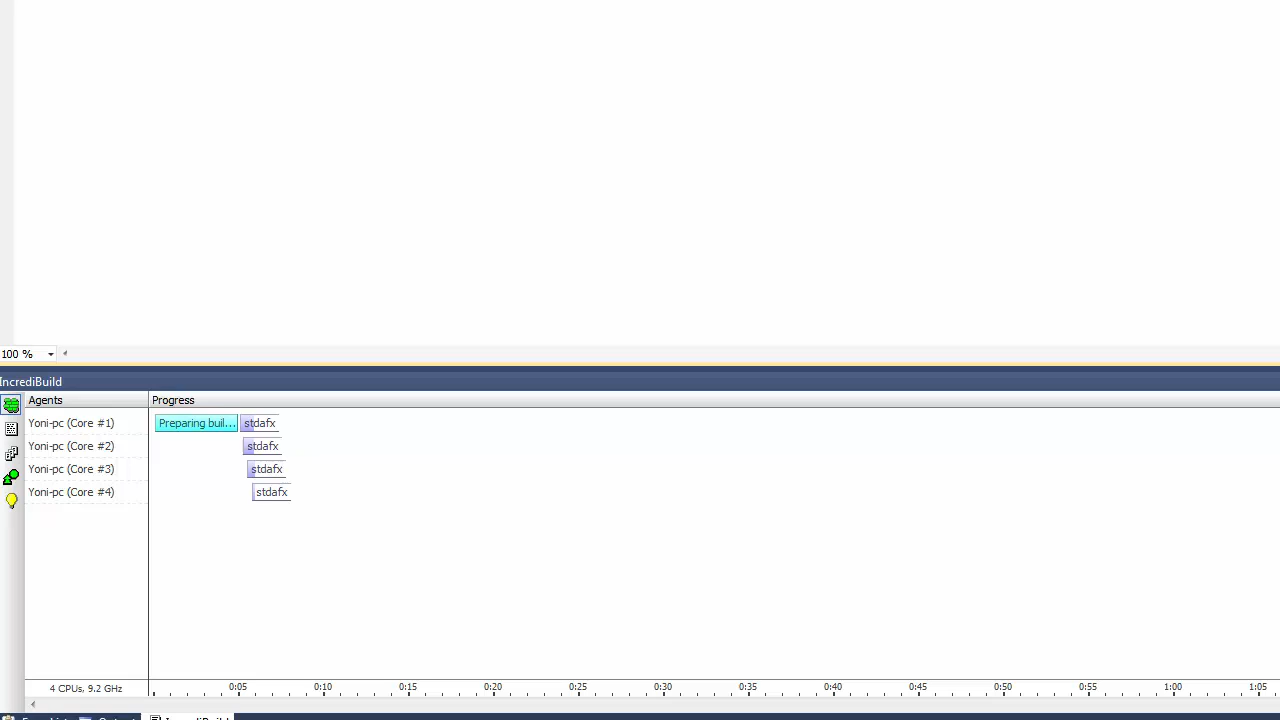 100 %
IncrediBuild
Agents Progress
Yoni-pc (Core #1) Preparing buil... stdafx
Yoni-pc (Core #2) stdafx
Yoni-pc (Core #3) stdafx
Yoni-pc (Core #4) stdafx
4 CPUs, 9.2 GHz 0:05 0:10 0:15 0:20 0:25 0:30 0:35 0:40 0:45 0:50 0:55 1:00 1:05
IncrediBuild